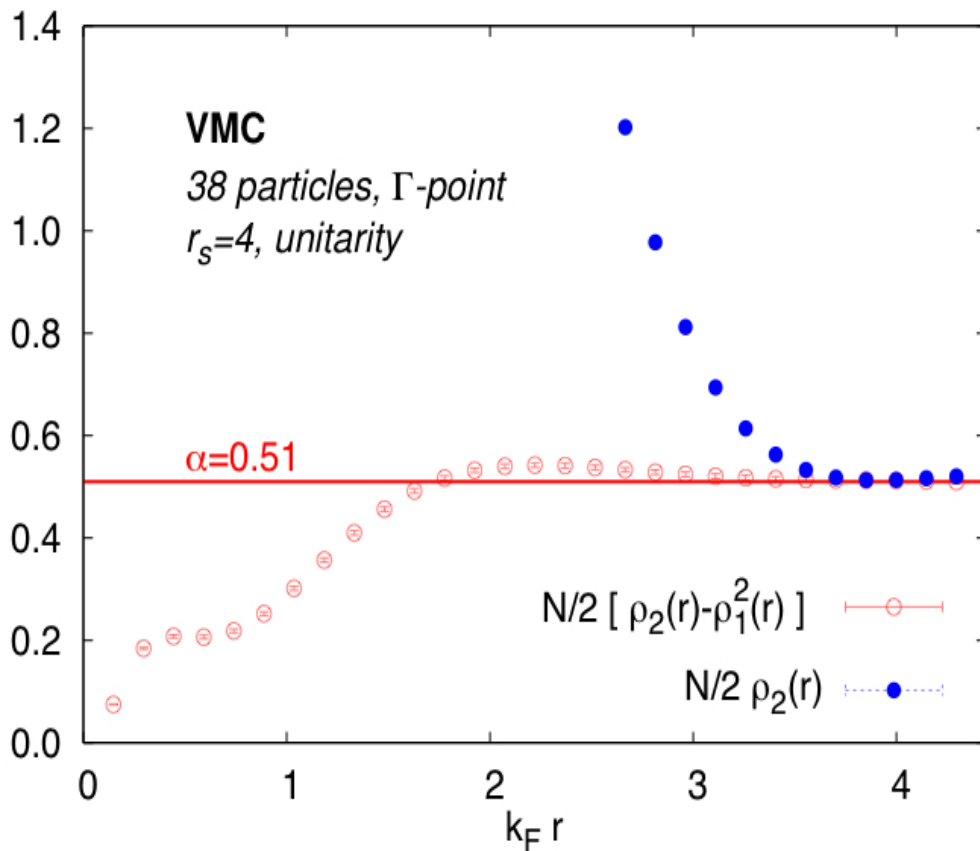 1.4
1.2
1.0
0.8
0.6
0.4
0.2
0.0
VMC
38 particles, Γ-point
r_s=4, unitarity
α=0.51
N/2 [ ρ_2(r)-ρ_1^2(r) ]
N/2 ρ_2(r)
0 1 2 3 4
k_F r